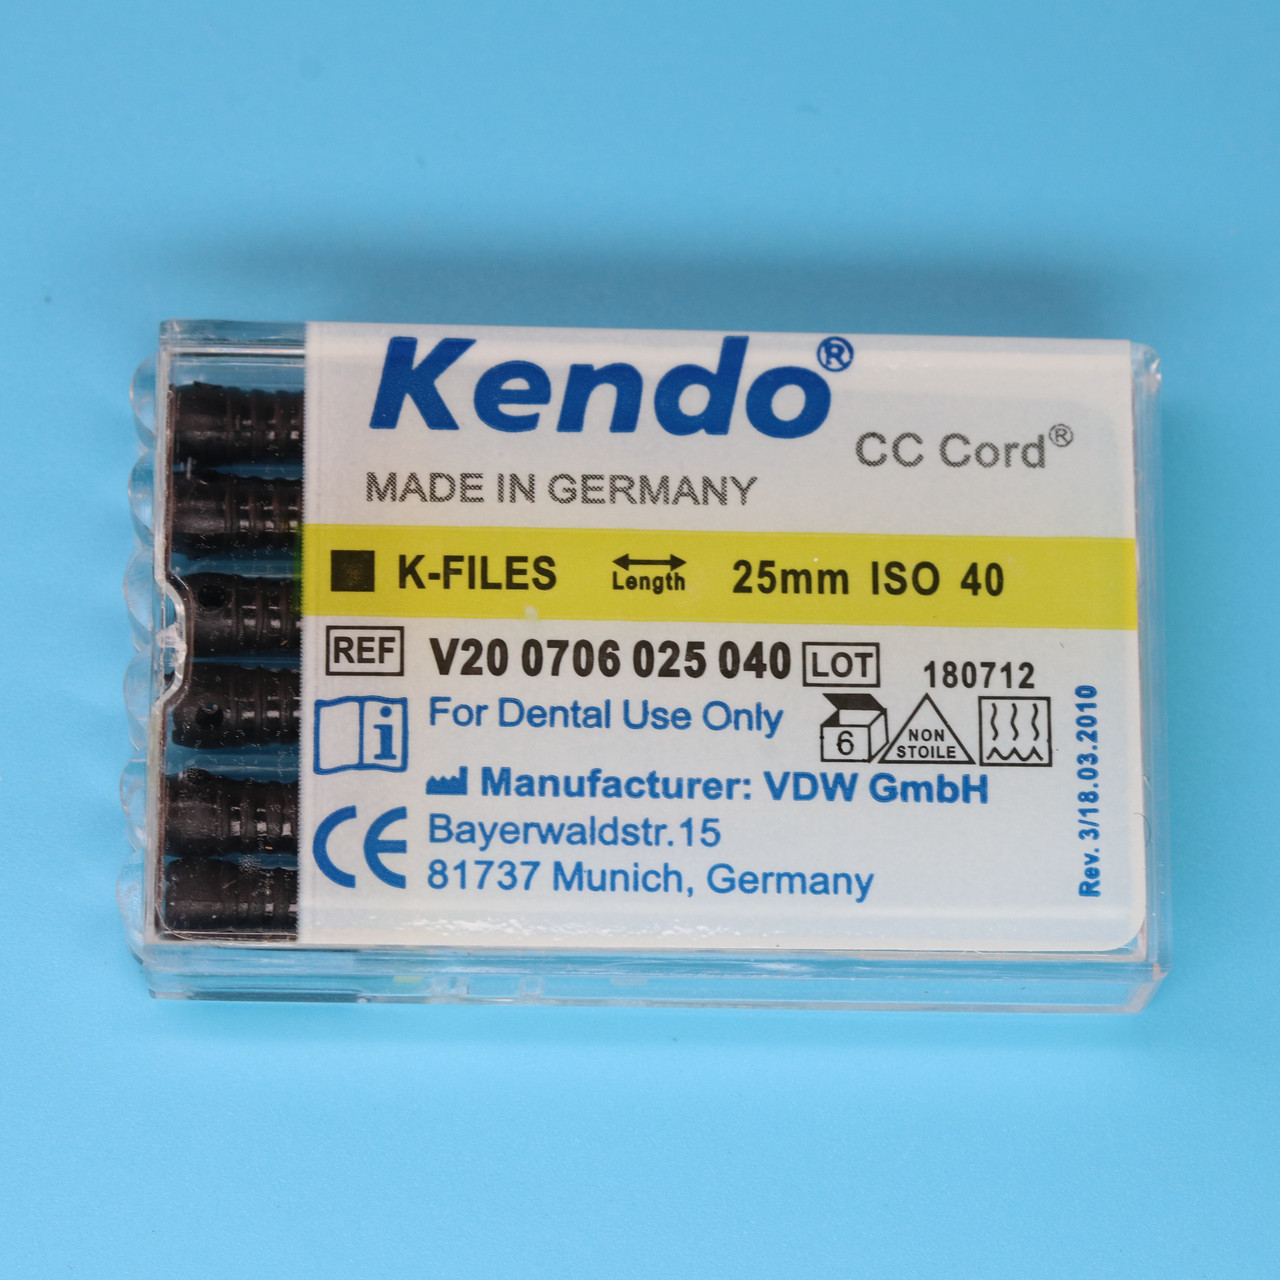 Kendo®
CC Cord®
MADE IN GERMANY
K-FILES Length 25mm ISO 40
REF V20 0706 025 040 LOT 180712
i For Dental Use Only 6 NON STOILE
Manufacturer: VDW GmbH
CE Bayerwaldstr.15
81737 Munich, Germany
Rev. 3/18.03.2010